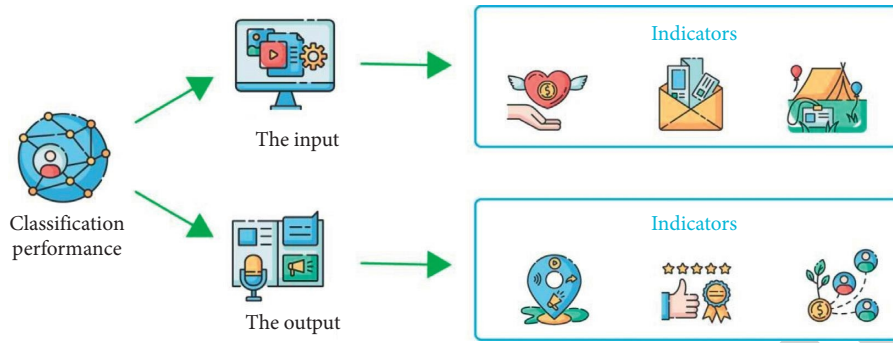 Classification
performance
The input
Indicators
The output
Indicators